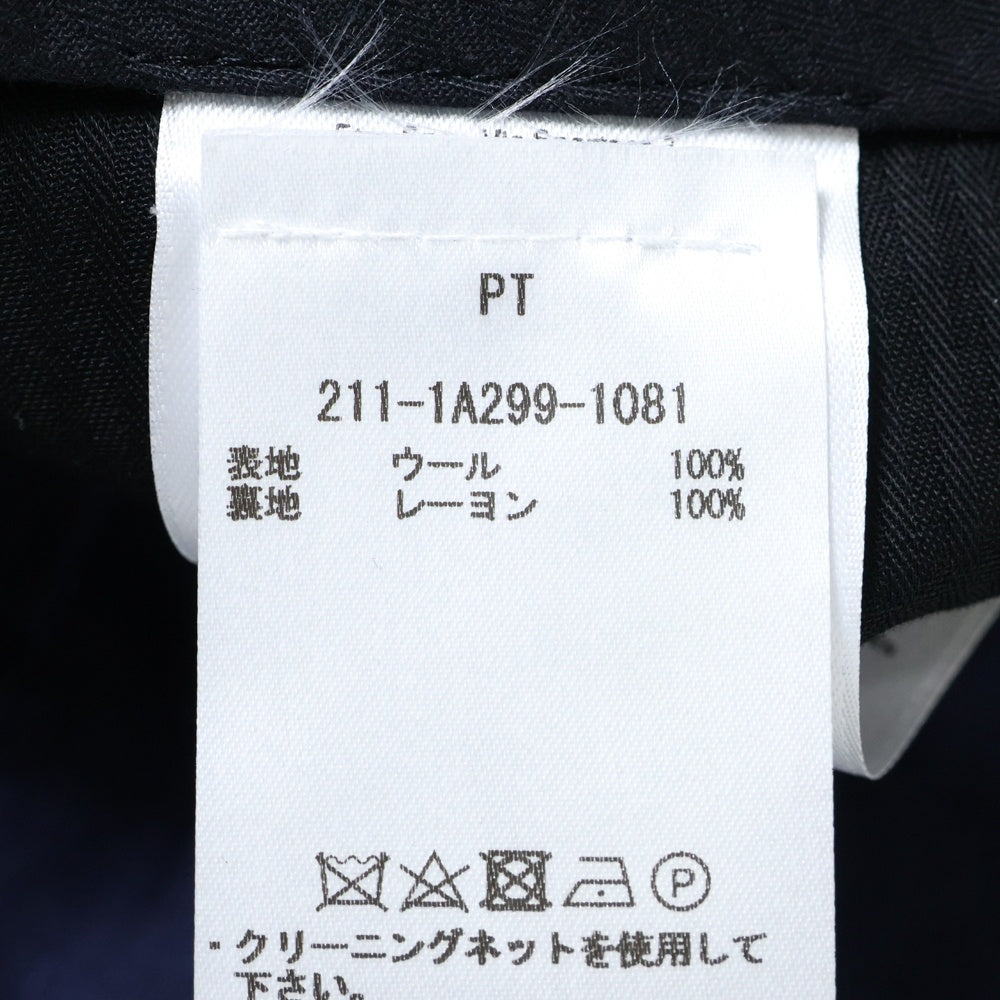 PT
211-1A299-1081
表地 ウール 100%
裏地 レーヨン 100%
P
・クリーニングネットを使用して
下さい。